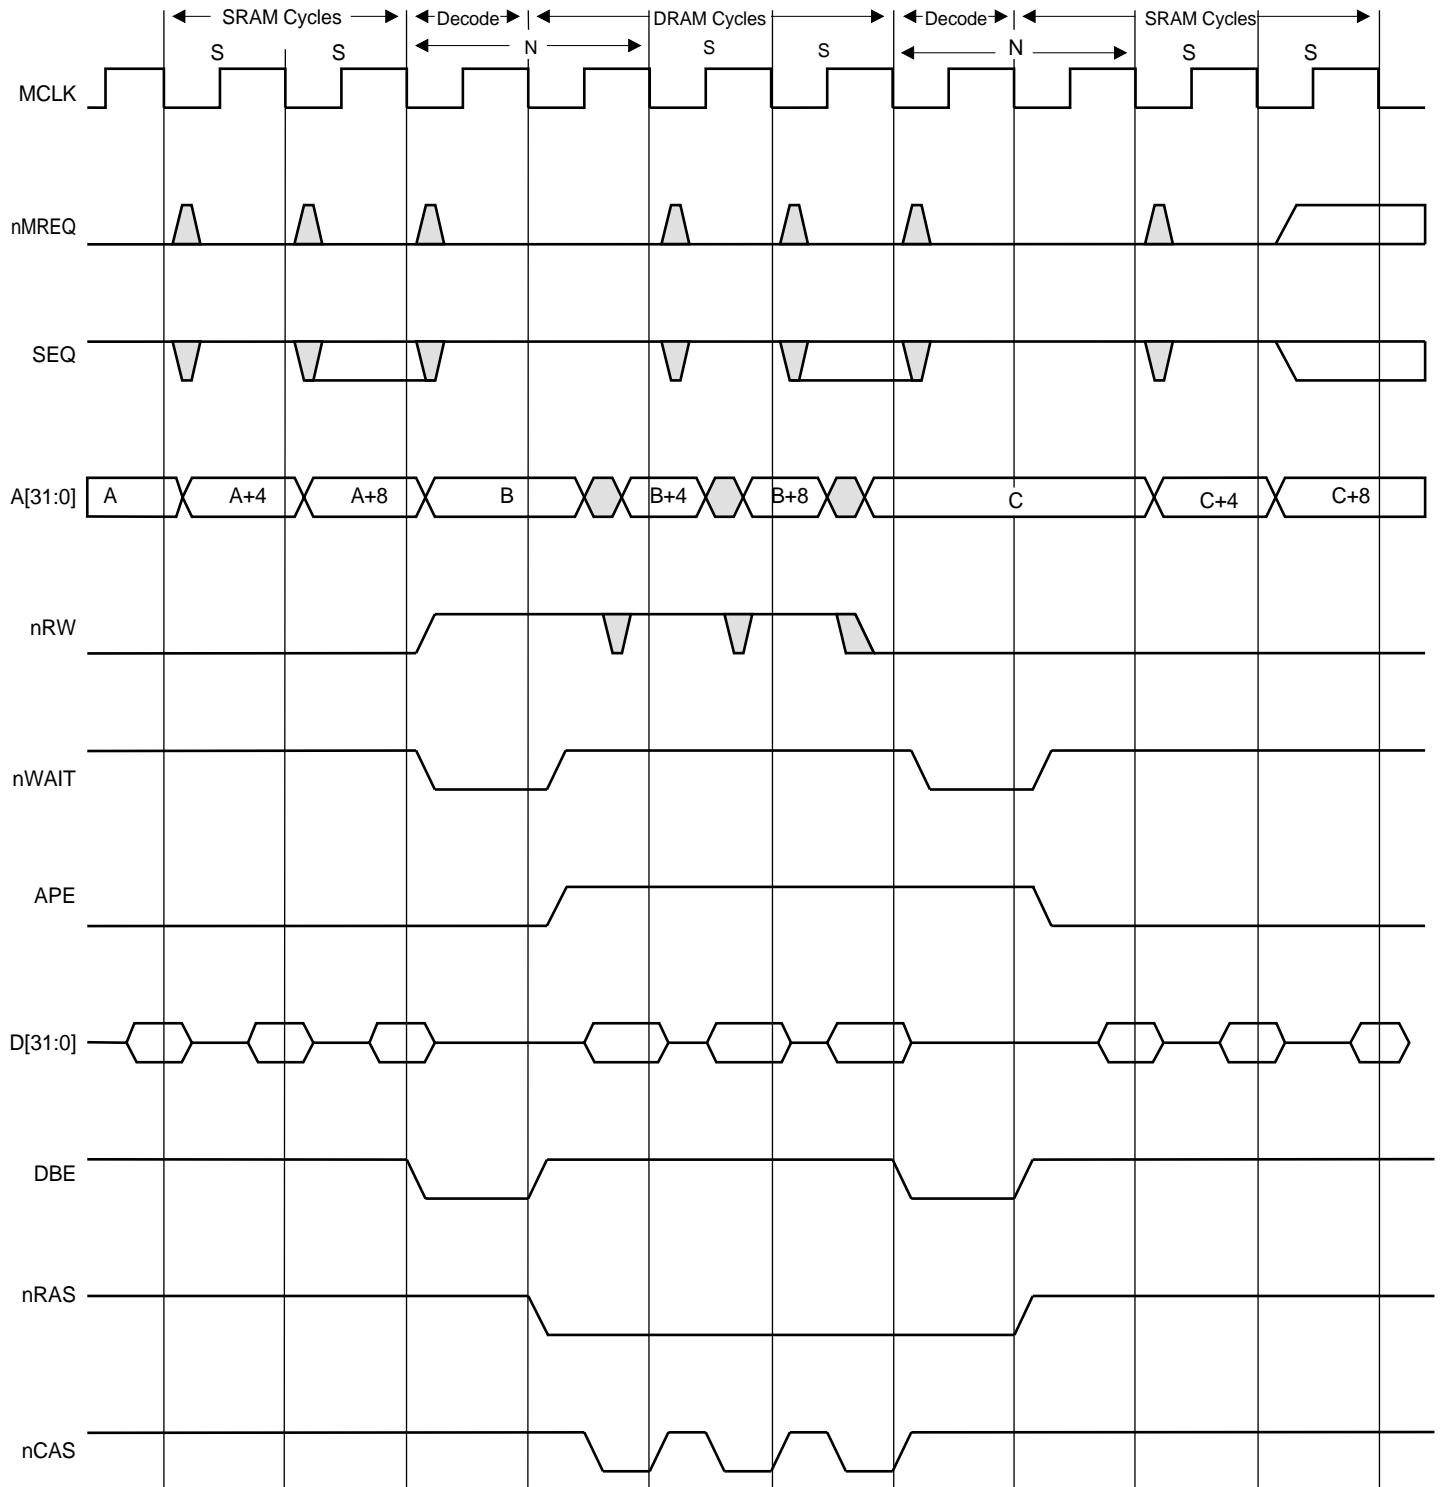 SRAM Cycles Decode DRAM Cycles Decode SRAM Cycles
S S N S S N S S
MCLK
nMREQ
SEQ
A[31:0] A A+4 A+8 B B+4 B+8 C C+4 C+8
nRW
nWAIT
APE
D[31:0]
DBE
nRAS
nCAS